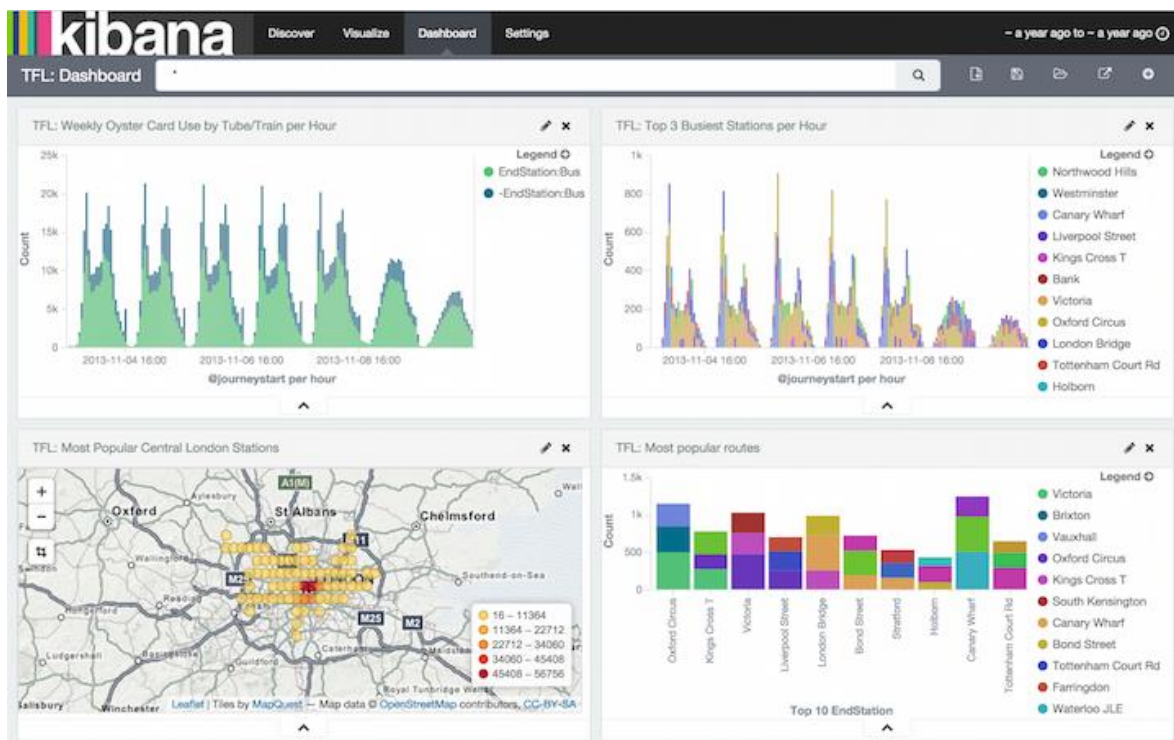 kibana Discover Visualize Dashboard Settings ~ a year ago to ~ a year ago
TFL: Dashboard *
TFL: Weekly Oyster Card Use by Tube/Train per Hour
25k
20k
15k
10k
5k
0
Count
2013-11-04 16:00 2013-11-06 16:00 2013-11-08 16:00
@journeystart per hour
Legend
EndStation:Bus
-EndStation:Bus
TFL: Top 3 Busiest Stations per Hour
1k
800
600
400
200
0
Count
2013-11-04 16:00 2013-11-06 16:00 2013-11-08 16:00
@journeystart per hour
Legend
Northwood Hills
Westminster
Canary Wharf
Liverpool Street
Kings Cross T
Bank
Victoria
Oxford Circus
London Bridge
Tottenham Court Rd
Holborn
TFL: Most Popular Central London Stations
+
−
A1(M)
Aylesbury
Oxford
St Albans
Chelmsford
Wallingford
Southend-on-Sea
Reading
Hungerford
M25
M2
Ludgershall
Basingstoke
Guildford
Caterham
Maidstone
Royal Tunbridge Wells
Salisbury
Winchester
16 – 11364
11364 – 22712
22712 – 34060
34060 – 45408
45408 – 56756
Leaflet | Tiles by MapQuest — Map data © OpenStreetMap contributors, CC-BY-SA
TFL: Most popular routes
1.5k
1k
500
0
Count
Oxford Circus
Kings Cross T
Victoria
Liverpool Street
London Bridge
Bond Street
Stratford
Holborn
Canary Wharf
Tottenham Court Rd
Top 10 EndStation
Legend
Victoria
Brixton
Vauxhall
Oxford Circus
Kings Cross T
South Kensington
Canary Wharf
Bond Street
Tottenham Court Rd
Farringdon
Waterloo JLE